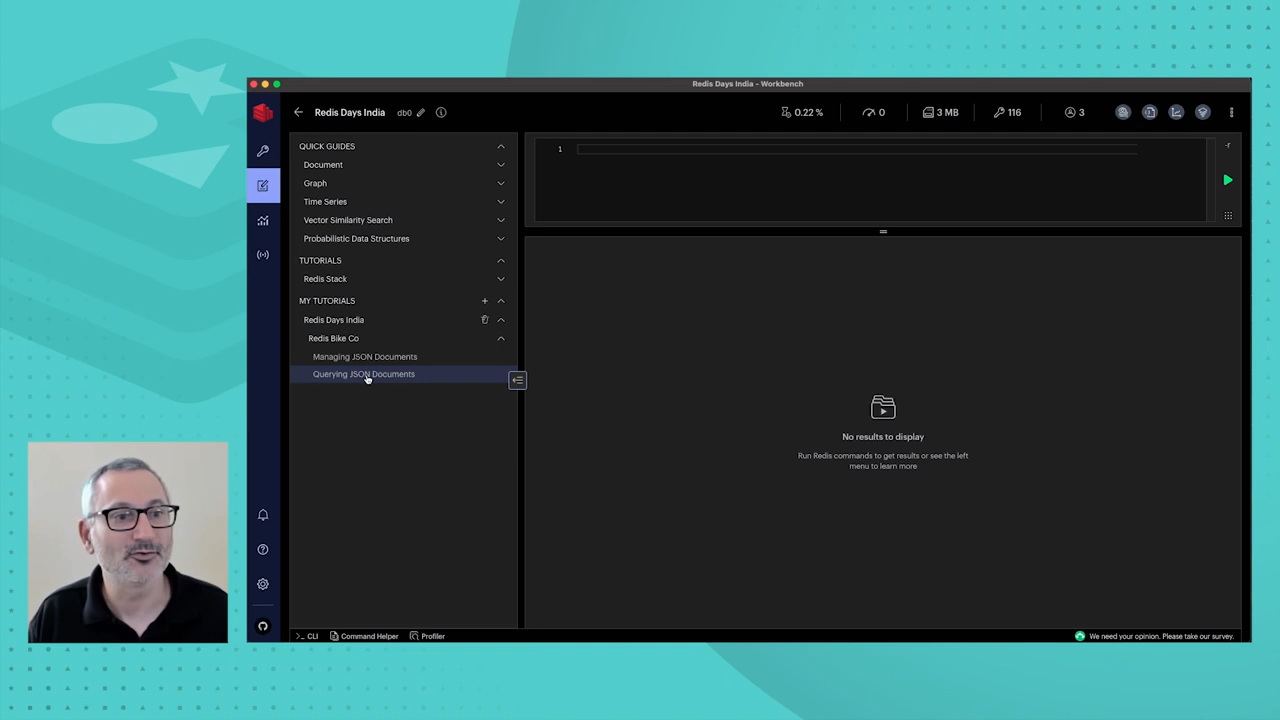 Redis Days India - Workbench
Redis Days India db0 0.22 % 0 3 MB 116 3
QUICK GUIDES
Document
Graph
Time Series
Vector Similarity Search
Probabilistic Data Structures
TUTORIALS
Redis Stack
MY TUTORIALS
Redis Days India
Redis Bike Co
Managing JSON Documents
Querying JSON Documents
1
No results to display
Run Redis commands to get results or see the left
menu to learn more
>_ CLI Command Helper Profiler
We need your opinion. Please take our survey.